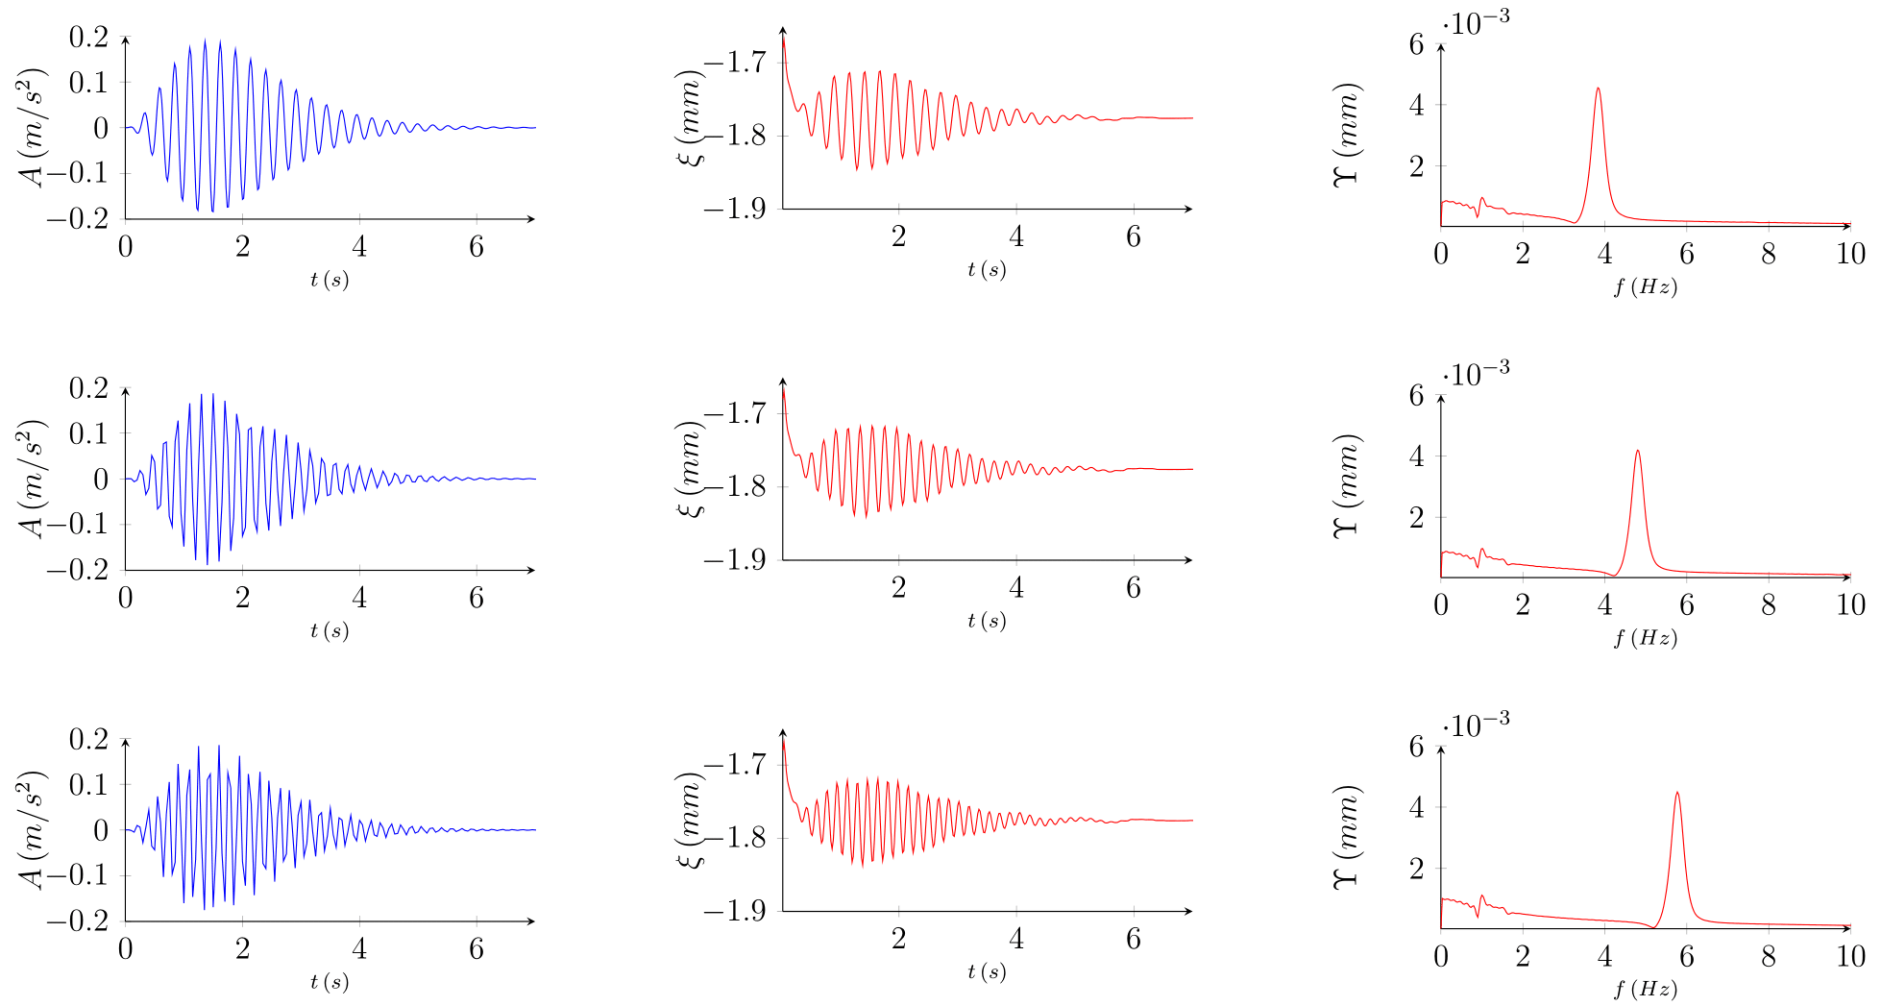 0.2
0.1
0
−0.1
−0.2
A (m/s²)
0 2 4 6
t (s)
−1.7
−1.8
−1.9
ξ (mm)
2 4 6
t (s)
·10⁻³
6
4
2
ϒ (mm)
0 2 4 6 8 10
f (Hz)
0.2
0.1
0
−0.1
−0.2
A (m/s²)
0 2 4 6
t (s)
−1.7
−1.8
−1.9
ξ (mm)
2 4 6
t (s)
·10⁻³
6
4
2
ϒ (mm)
0 2 4 6 8 10
f (Hz)
0.2
0.1
0
−0.1
−0.2
A (m/s²)
0 2 4 6
t (s)
−1.7
−1.8
−1.9
ξ (mm)
2 4 6
t (s)
·10⁻³
6
4
2
ϒ (mm)
0 2 4 6 8 10
f (Hz)